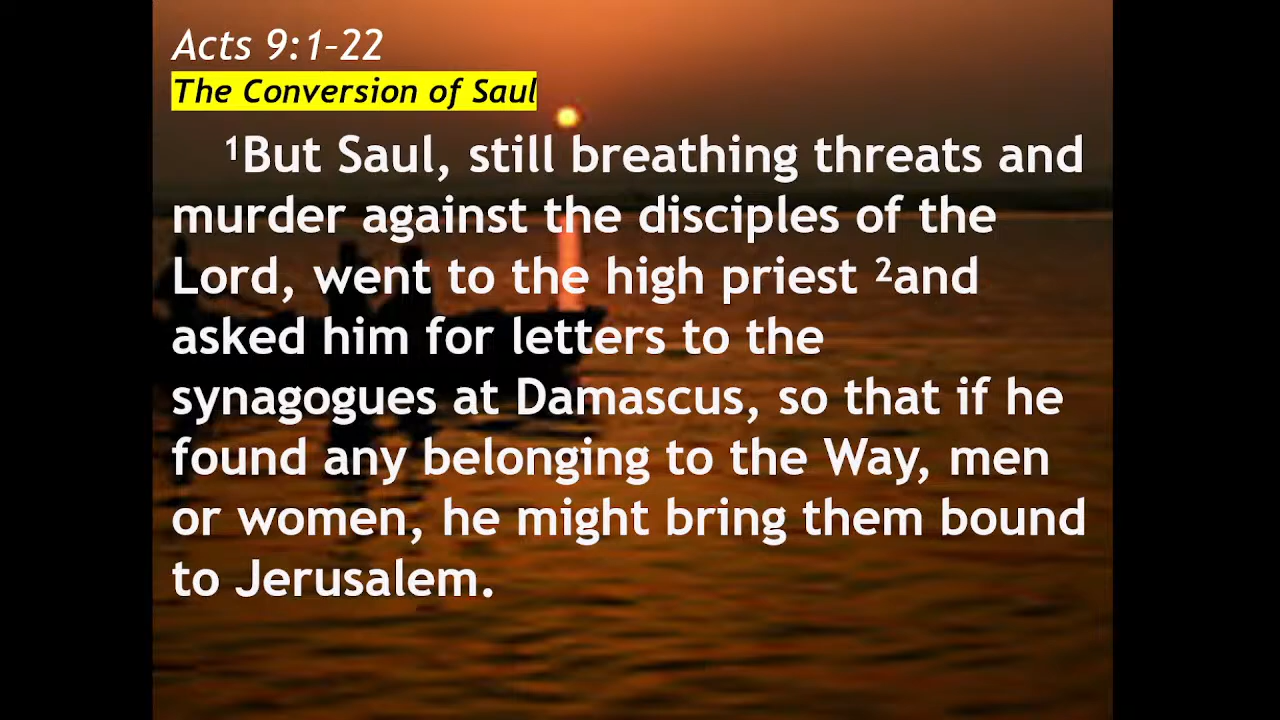 Acts 9:1–22
The Conversion of Saul
¹But Saul, still breathing threats and
murder against the disciples of the
Lord, went to the high priest ²and
asked him for letters to the
synagogues at Damascus, so that if he
found any belonging to the Way, men
or women, he might bring them bound
to Jerusalem.